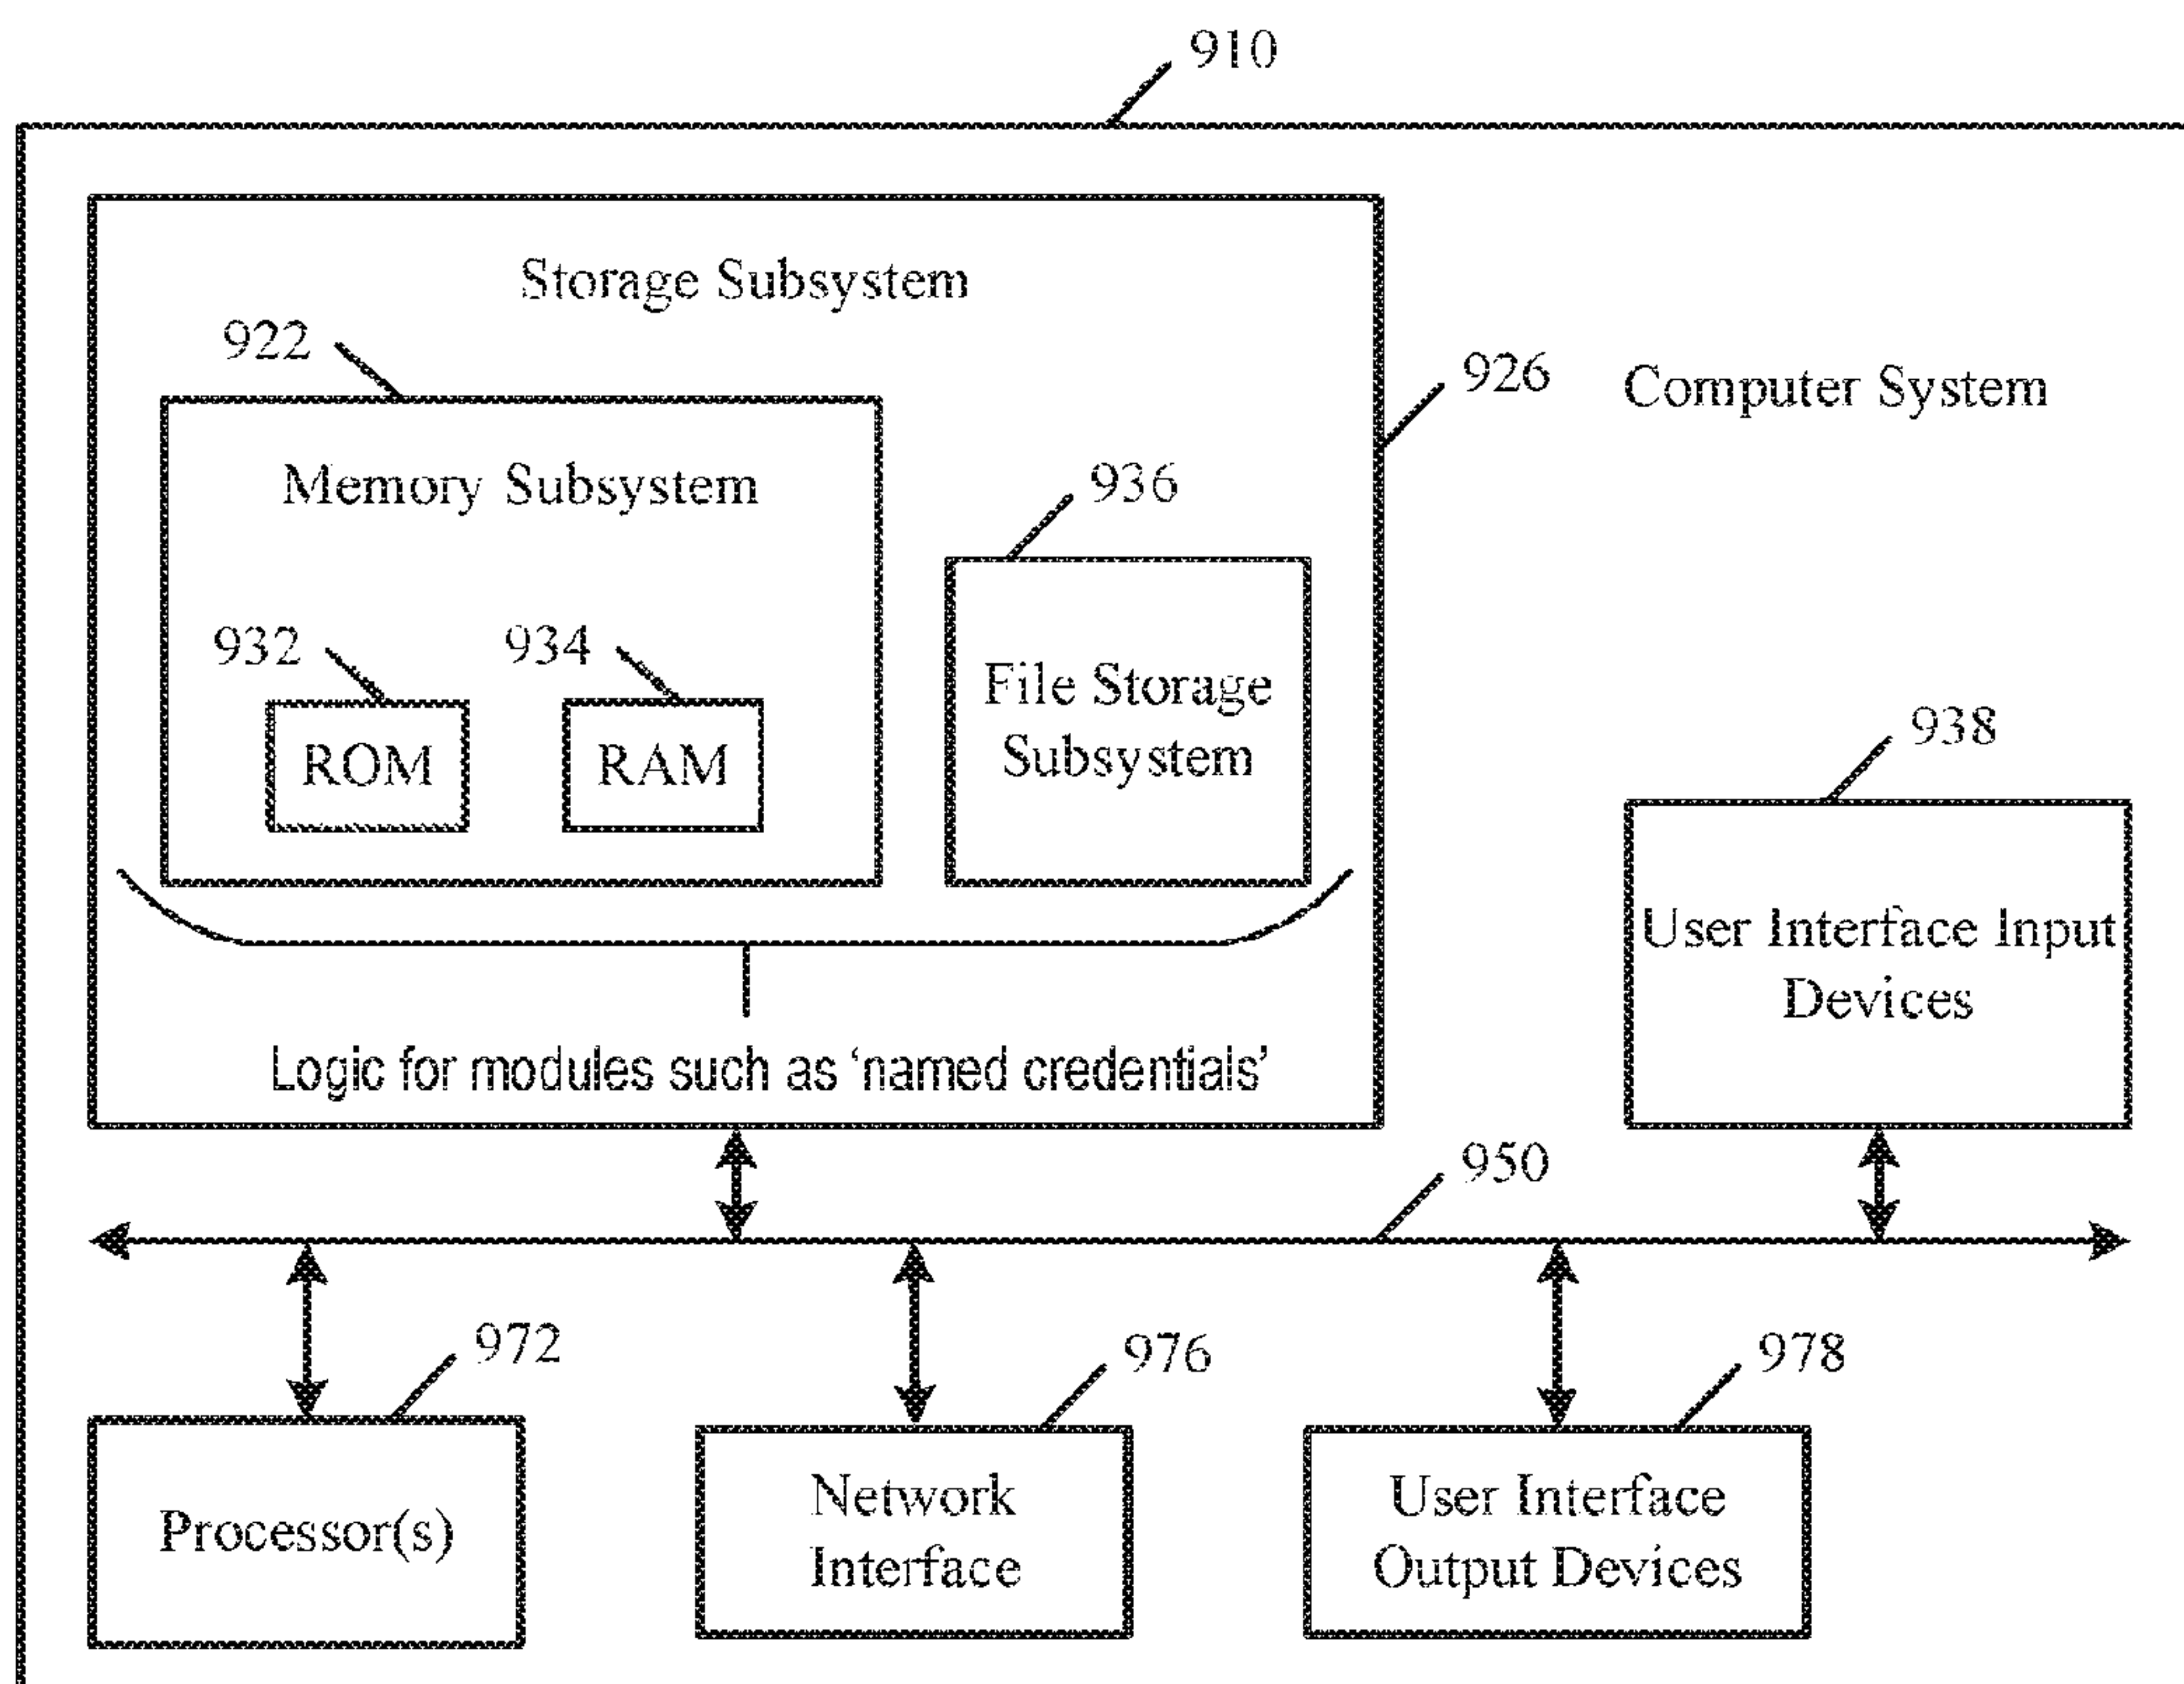 910
Storage Subsystem
922
926
Computer System
Memory Subsystem
936
932
934
File Storage
Subsystem
ROM
RAM
938
User Interface Input
Devices
Logic for modules such as ‘named credentials’
950
972
976
978
Processor(s)
Network
Interface
User Interface
Output Devices